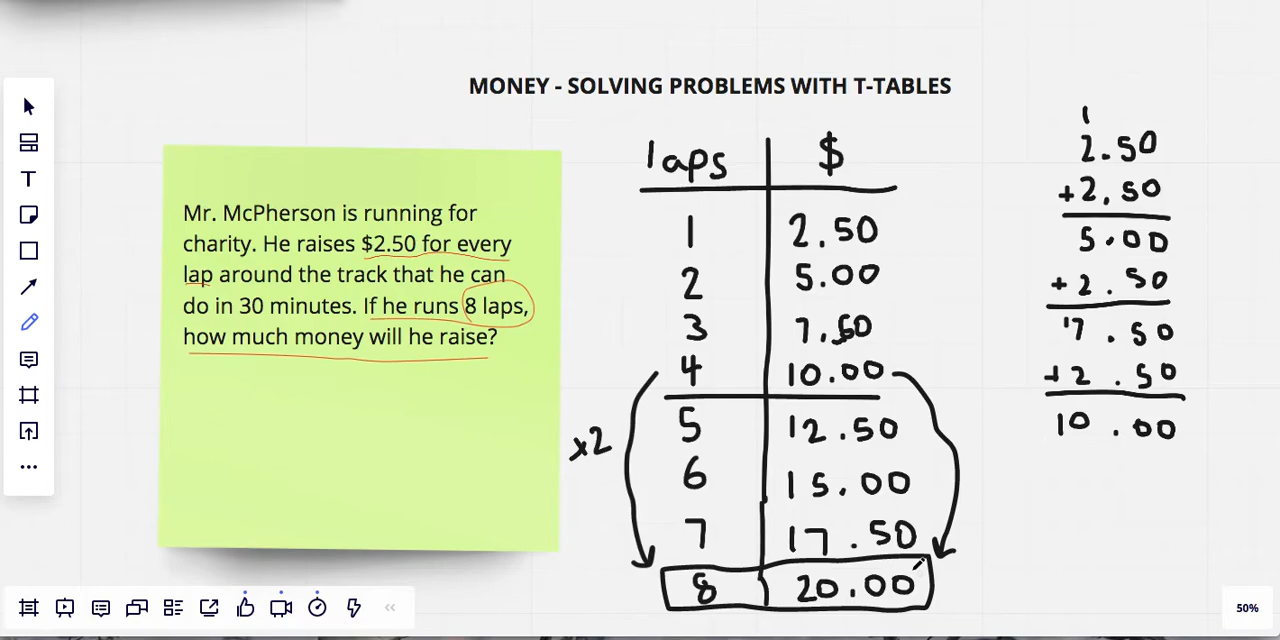 MONEY - SOLVING PROBLEMS WITH T-TABLES
Mr. McPherson is running for
charity. He raises $2.50 for every
lap around the track that he can
do in 30 minutes. If he runs 8 laps,
how much money will he raise?
laps $
1 2.50
2 5.00
3 7.50
4 10.00
5 12.50
6 15.00
7 17.50
8 20.00
x2
1
2.50
+2.50
5.00
+2.50
17.50
+2.50
10.00
T
50%